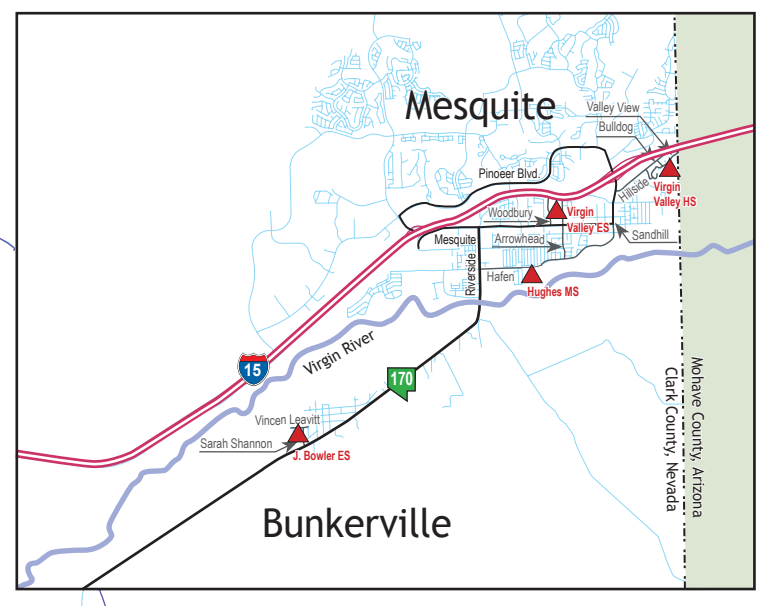 Mesquite
Valley View
Bulldog
Pinoeer Blvd.
Hillside
Virgin
Valley HS
Woodbury
Virgin
Valley ES
Mesquite
Arrowhead
Sandhill
Riverside
Hafen
Hughes MS
Virgin River
15
170
Vincen Leavitt
Sarah Shannon
J. Bowler ES
Mohave County, Arizona
Clark County, Nevada
Bunkerville